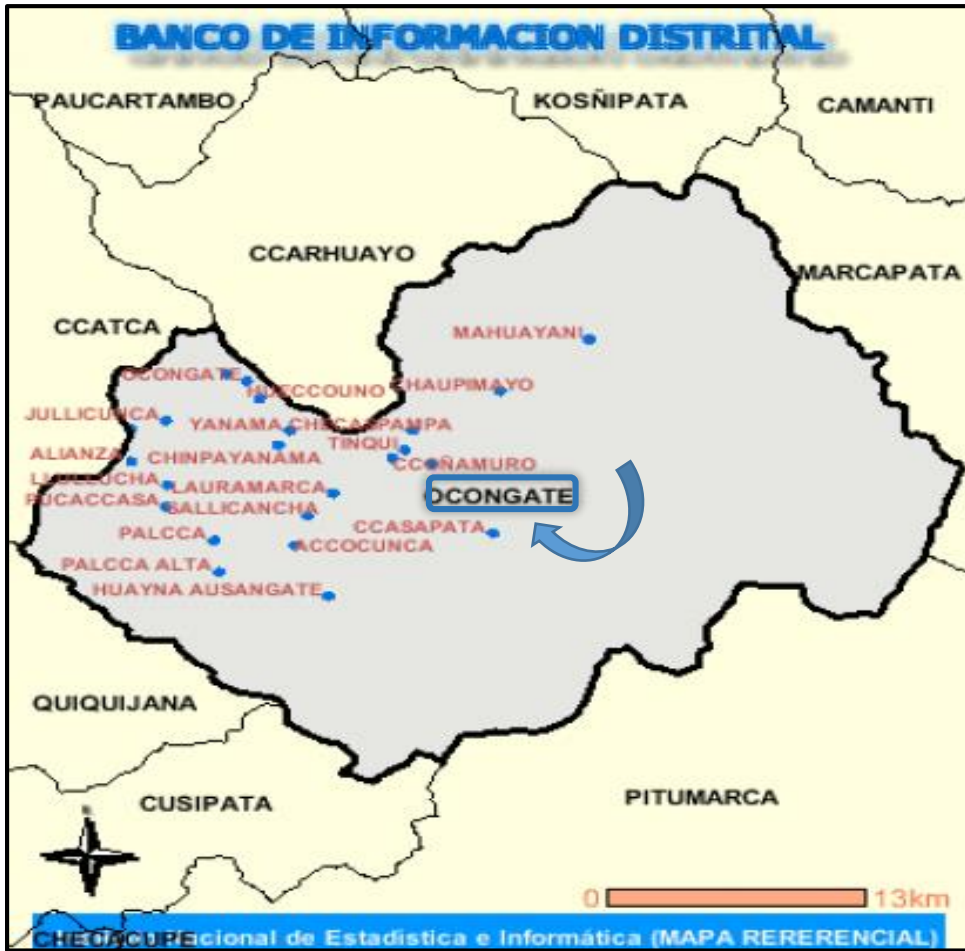 BANCO DE INFORMACION DISTRITAL
PAUCARTAMBO
KOSÑIPATA
CAMANTI
CCARHUAYO
MARCAPATA
CCATCA
MAHUAYANI
OCONGATE
HUECCOUNO
CHAUPIMAYO
JULLICUNCA
YANAMA
CHECASPAMPA
TINQUI
ALIANZA
CHINPAYANAMA
CCOÑAMURO
LLULLUCHA
LAURAMARCA
OCONGATE
PUCACCASA
SALLICANCHA
CCASAPATA
PALCCA
ACCOCUNCA
PALCCA ALTA
HUAYNA AUSANGATE
QUIQUIJANA
CUSIPATA
PITUMARCA
0 13km
CHECACUPE
de Estadistica e Informática (MAPA RERERENCIAL)